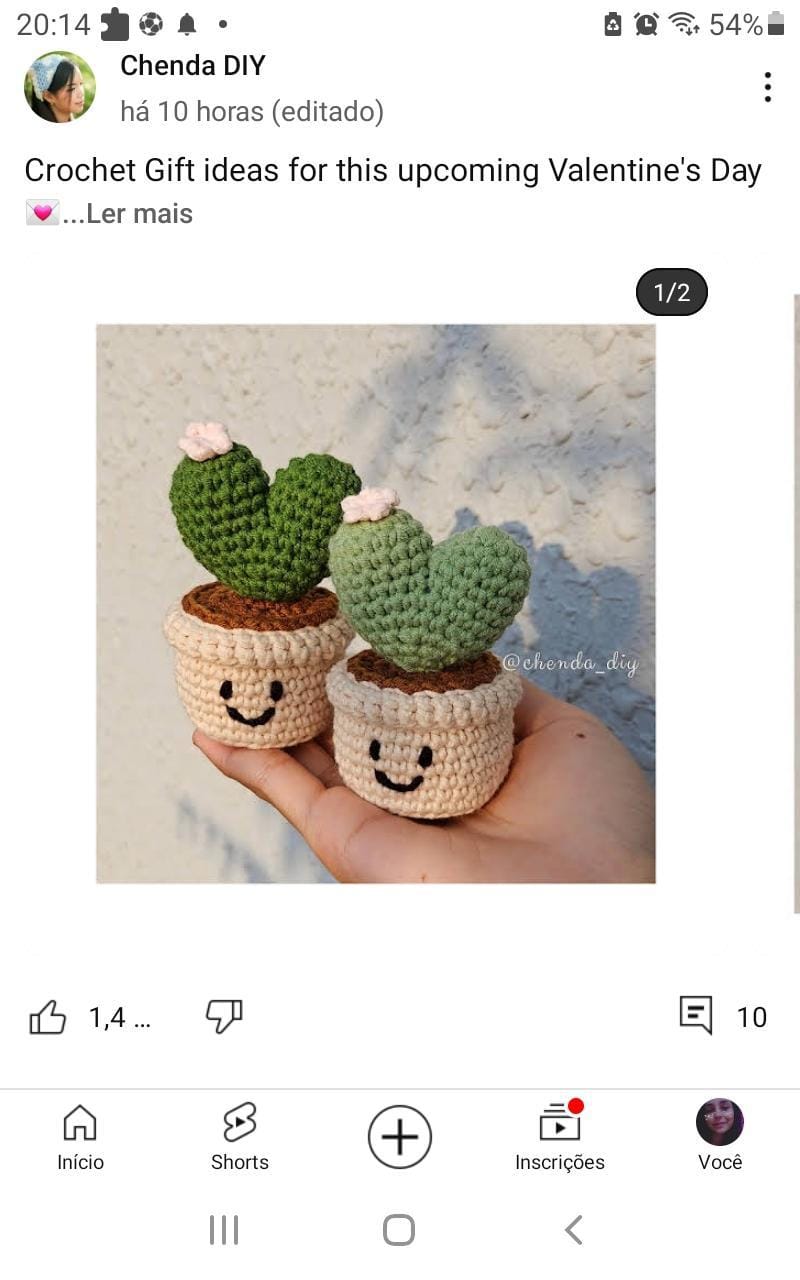 20:14
54%
Chenda DIY
há 10 horas (editado)
Crochet Gift ideas for this upcoming Valentine's Day
💌...Ler mais
1/2
@chenda_diy
1,4 ...
10
Início
Shorts
Inscrições
Você